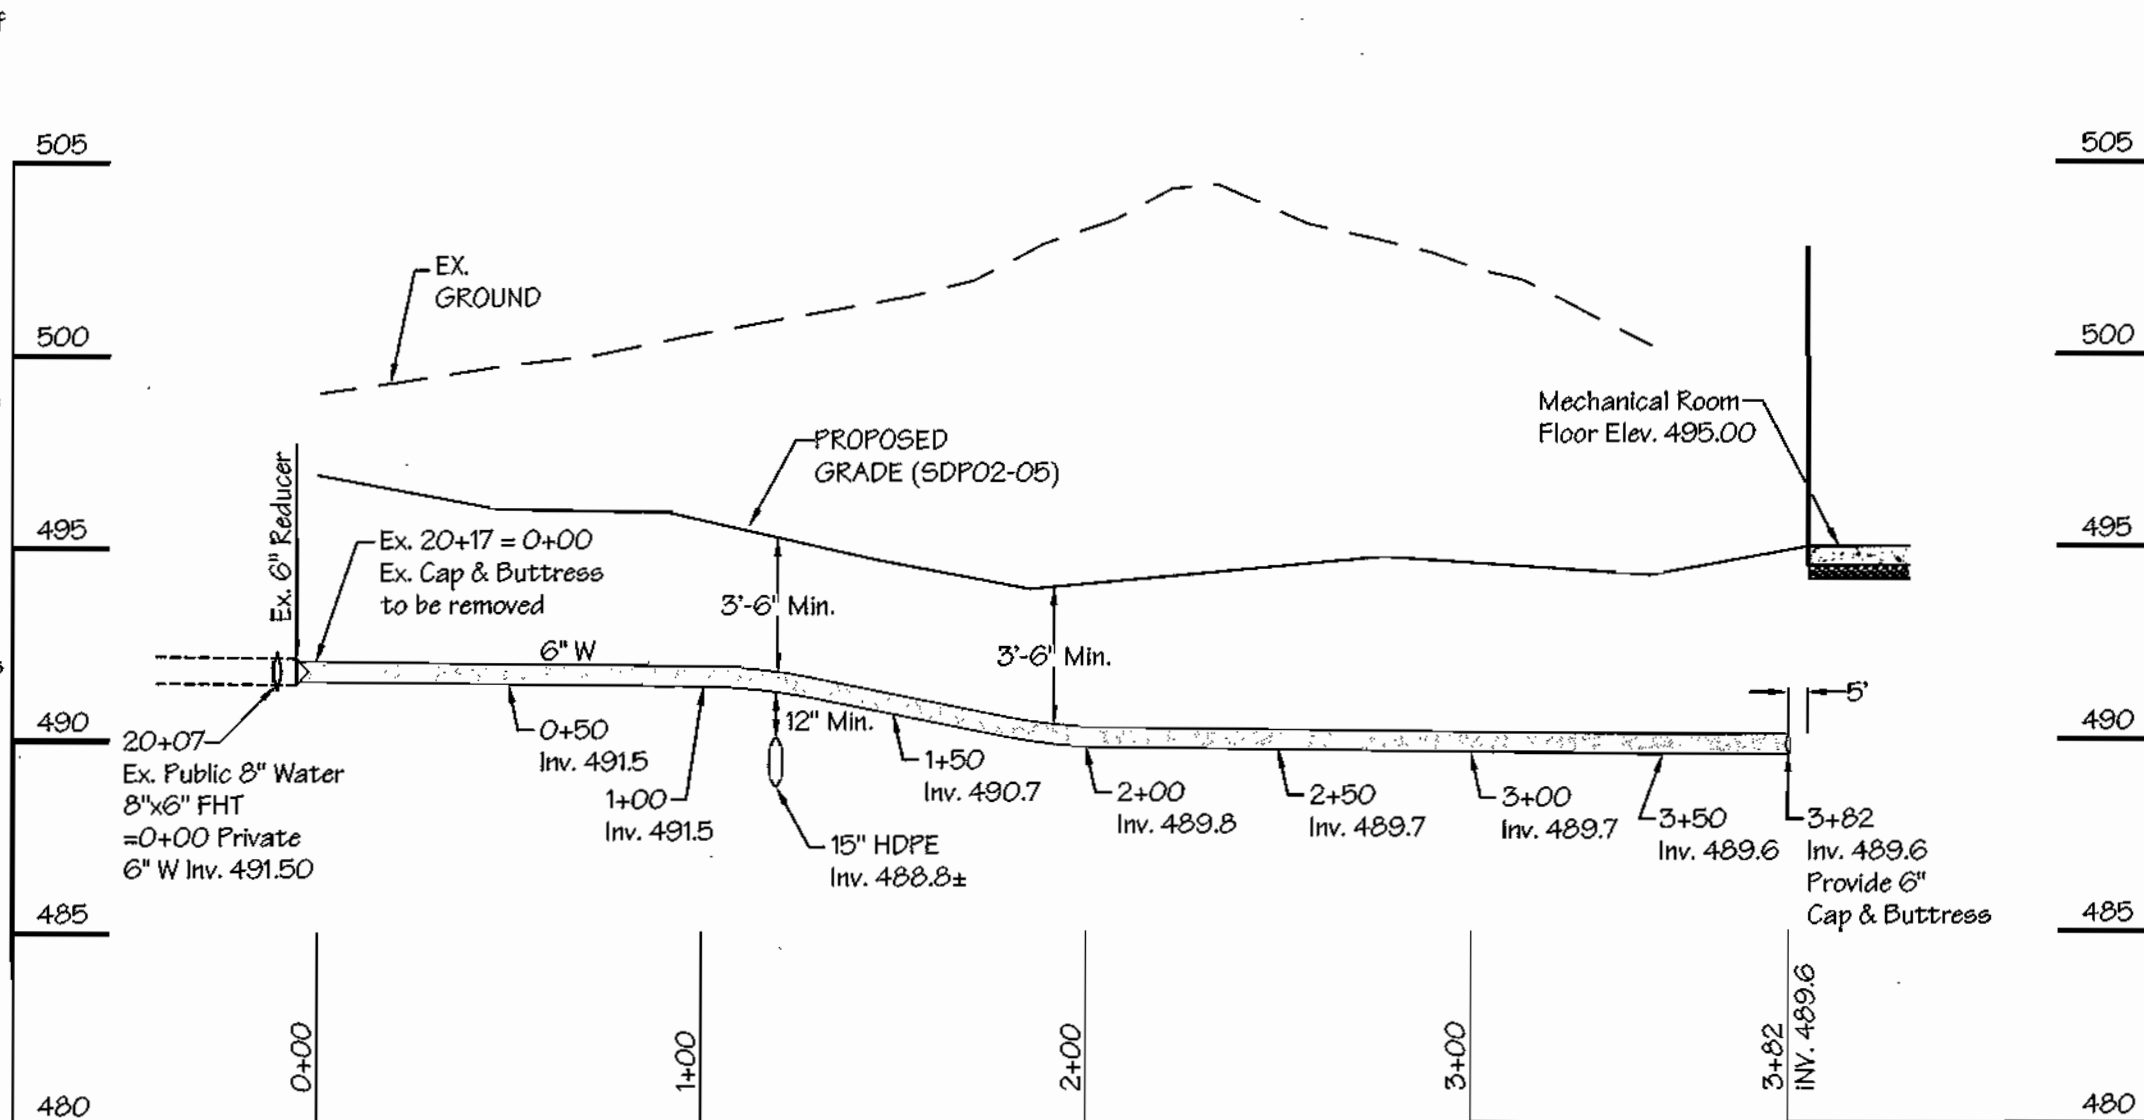 505
505
EX.
GROUND
500
500
Mechanical Room
Floor Elev. 495.00
PROPOSED
GRADE (SDP02-05)
Ex. 6" Reducer
495
495
Ex. 20+17 = 0+00
Ex. Cap & Buttress
to be removed
3'-6" Min.
6" W
3'-6" Min.
5'
490
490
12" Min.
20+07
Ex. Public 8" Water
8"x6" FHT
=0+00 Private
6" W Inv. 491.50
0+50
Inv. 491.5
1+00
Inv. 491.5
1+50
Inv. 490.7
2+00
Inv. 489.8
2+50
Inv. 489.7
3+00
Inv. 489.7
3+50
Inv. 489.6
3+82
Inv. 489.6
Provide 6"
Cap & Buttress
15" HDPE
Inv. 488.8±
485
485
0+00
1+00
2+00
3+00
3+82
INV. 489.6
480
480